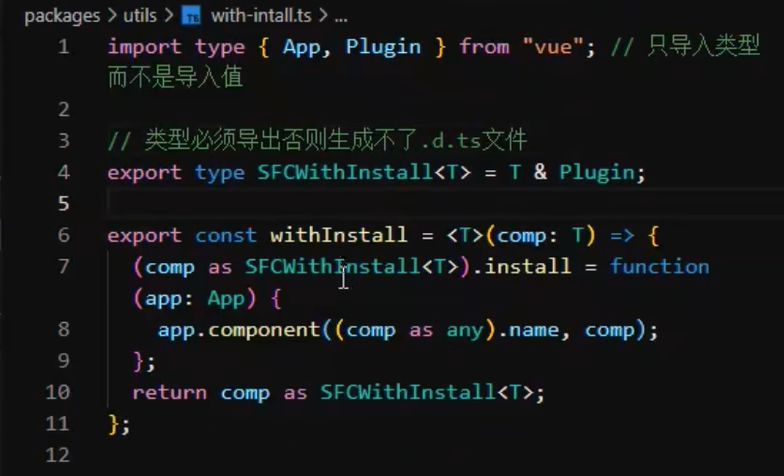 packages > utils > TS with-intall.ts > ...
1 import type { App, Plugin } from "vue"; // 只导入类型
而不是导入值
2
3 // 类型必须导出否则生成不了.d.ts文件
4 export type SFCWithInstall<T> = T & Plugin;
5
6 export const withInstall = <T>(comp: T) => {
7 (comp as SFCWithInstall<T>).install = function
(app: App) {
8 app.component((comp as any).name, comp);
9 };
10 return comp as SFCWithInstall<T>;
11 };
12